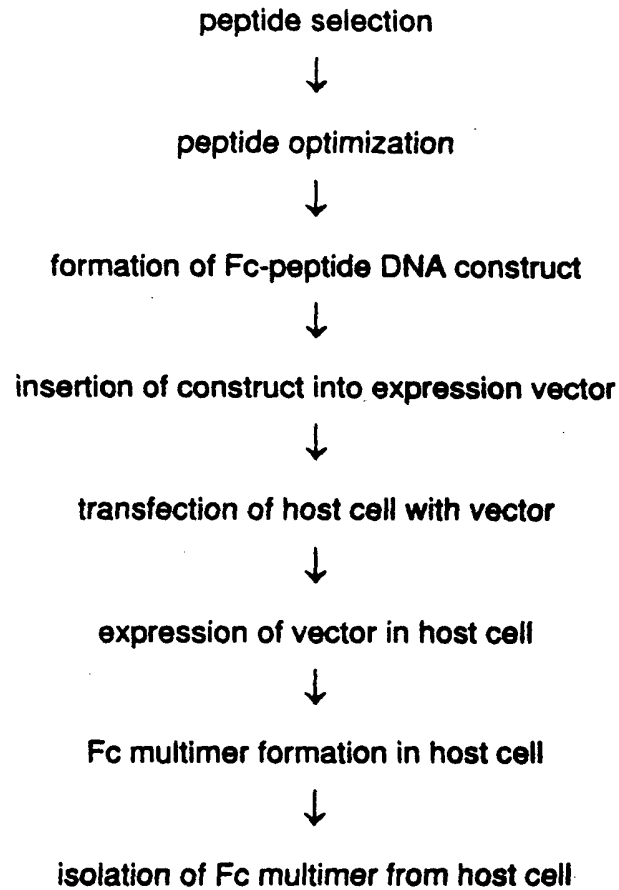 peptide selection
↓
peptide optimization
↓
formation of Fc-peptide DNA construct
↓
insertion of construct into expression vector
↓
transfection of host cell with vector
↓
expression of vector in host cell
↓
Fc multimer formation in host cell
↓
isolation of Fc multimer from host cell